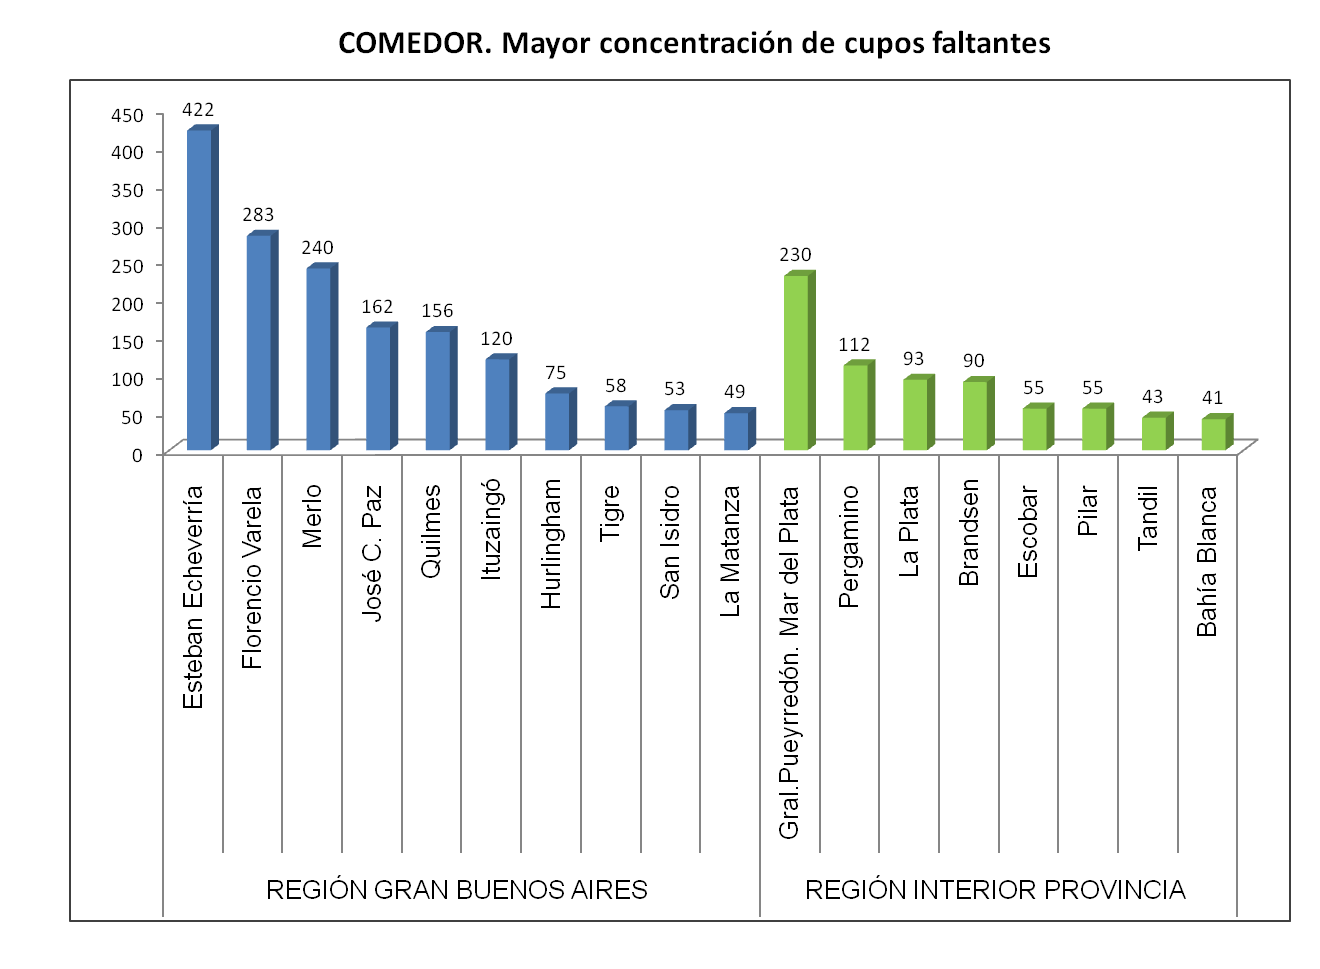 COMEDOR. Mayor concentración de cupos faltantes
450
400
350
300
250
200
150
100
50
0
422
283
240
162
156
120
75
58
53
49
230
112
93
90
55
55
43
41
Esteban Echeverría
Florencio Varela
Merlo
José C. Paz
Quilmes
Ituzaingó
Hurlingham
Tigre
San Isidro
La Matanza
Gral.Pueyrredón. Mar del Plata
Pergamino
La Plata
Brandsen
Escobar
Pilar
Tandil
Bahía Blanca
REGIÓN GRAN BUENOS AIRES
REGIÓN INTERIOR PROVINCIA